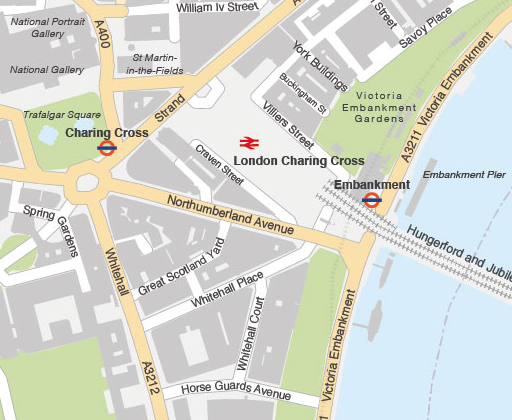 William Iv Street
National Portrait
Gallery
A400
National Gallery
St Martin-
in-the-Fields
Strand
York Buildings
Savoy Place
Buckingham St
Villiers Street
Victoria
Embankment
Gardens
A3211 Victoria Embankment
Trafalgar Square
Charing Cross
London Charing Cross
Craven Street
Embankment
Embankment Pier
Northumberland Avenue
Spring Gardens
Hungerford and Jubile
Great Scotland Yard
Whitehall
Whitehall Place
Whitehall Court
A3212
Victoria Embankment
Horse Guards Avenue